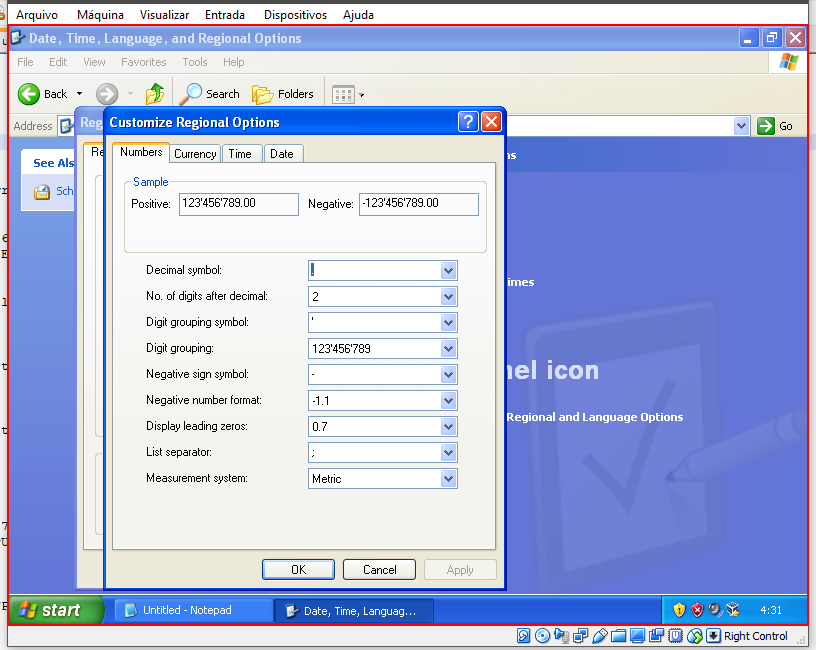 Arquivo Máquina Visualizar Entrada Dispositivos Ajuda
Date, Time, Language, and Regional Options
File Edit View Favorites Tools Help
Back Search Folders
Address Go
Reg
Customize Regional Options
Re
Numbers Currency Time Date
See Als
Sch
Sample
Positive: 123'456'789.00 Negative: -123'456'789.00
Decimal symbol: .
No. of digits after decimal: 2
Digit grouping symbol: '
Digit grouping: 123'456'789
Negative sign symbol: -
Negative number format: -1.1
Display leading zeros: 0.7
List separator: ;
Measurement system: Metric
OK Cancel Apply
ns
imes
nel icon
Regional and Language Options
start Untitled - Notepad Date, Time, Languag... 4:31
Right Control